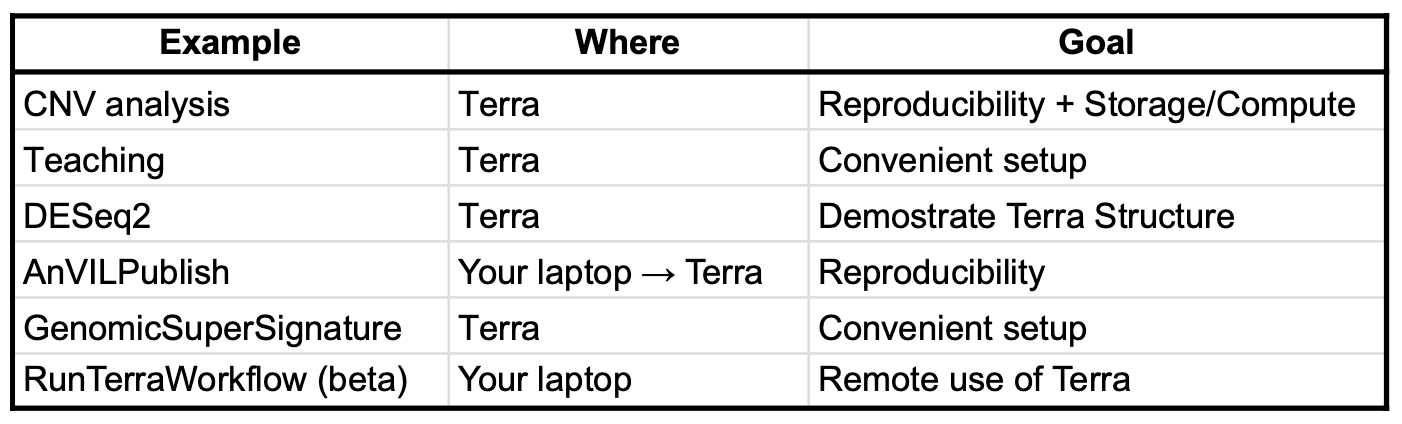 Example Where Goal
CNV analysis Terra Reproducibility + Storage/Compute
Teaching Terra Convenient setup
DESeq2 Terra Demostrate Terra Structure
AnVILPublish Your laptop → Terra Reproducibility
GenomicSuperSignature Terra Convenient setup
RunTerraWorkflow (beta) Your laptop Remote use of Terra